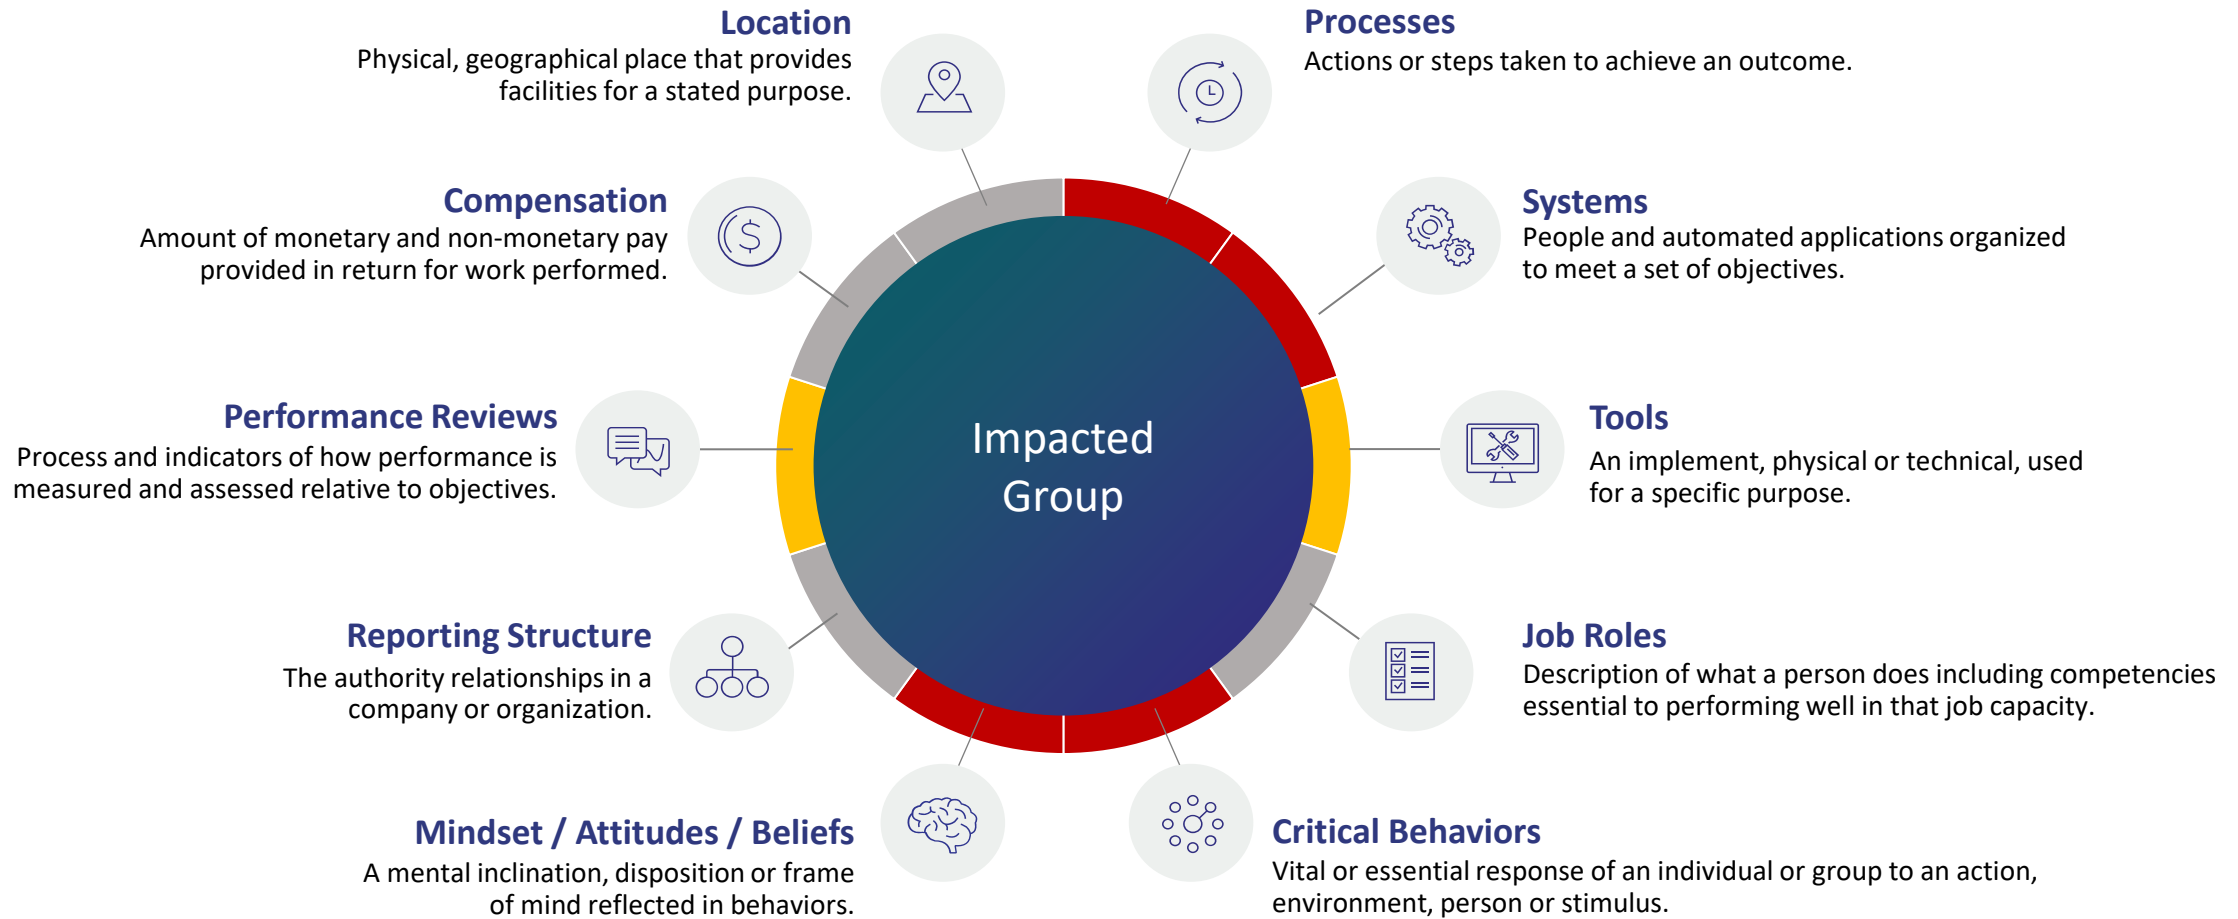 Location
Physical, geographical place that provides
facilities for a stated purpose.
Processes
Actions or steps taken to achieve an outcome.
Compensation
Amount of monetary and non-monetary pay
provided in return for work performed.
Systems
People and automated applications organized
to meet a set of objectives.
Performance Reviews
Process and indicators of how performance is
measured and assessed relative to objectives.
Impacted
Group
Tools
An implement, physical or technical, used
for a specific purpose.
Reporting Structure
The authority relationships in a
company or organization.
Job Roles
Description of what a person does including competencies
essential to performing well in that job capacity.
Mindset / Attitudes / Beliefs
A mental inclination, disposition or frame
of mind reflected in behaviors.
Critical Behaviors
Vital or essential response of an individual or group to an action,
environment, person or stimulus.